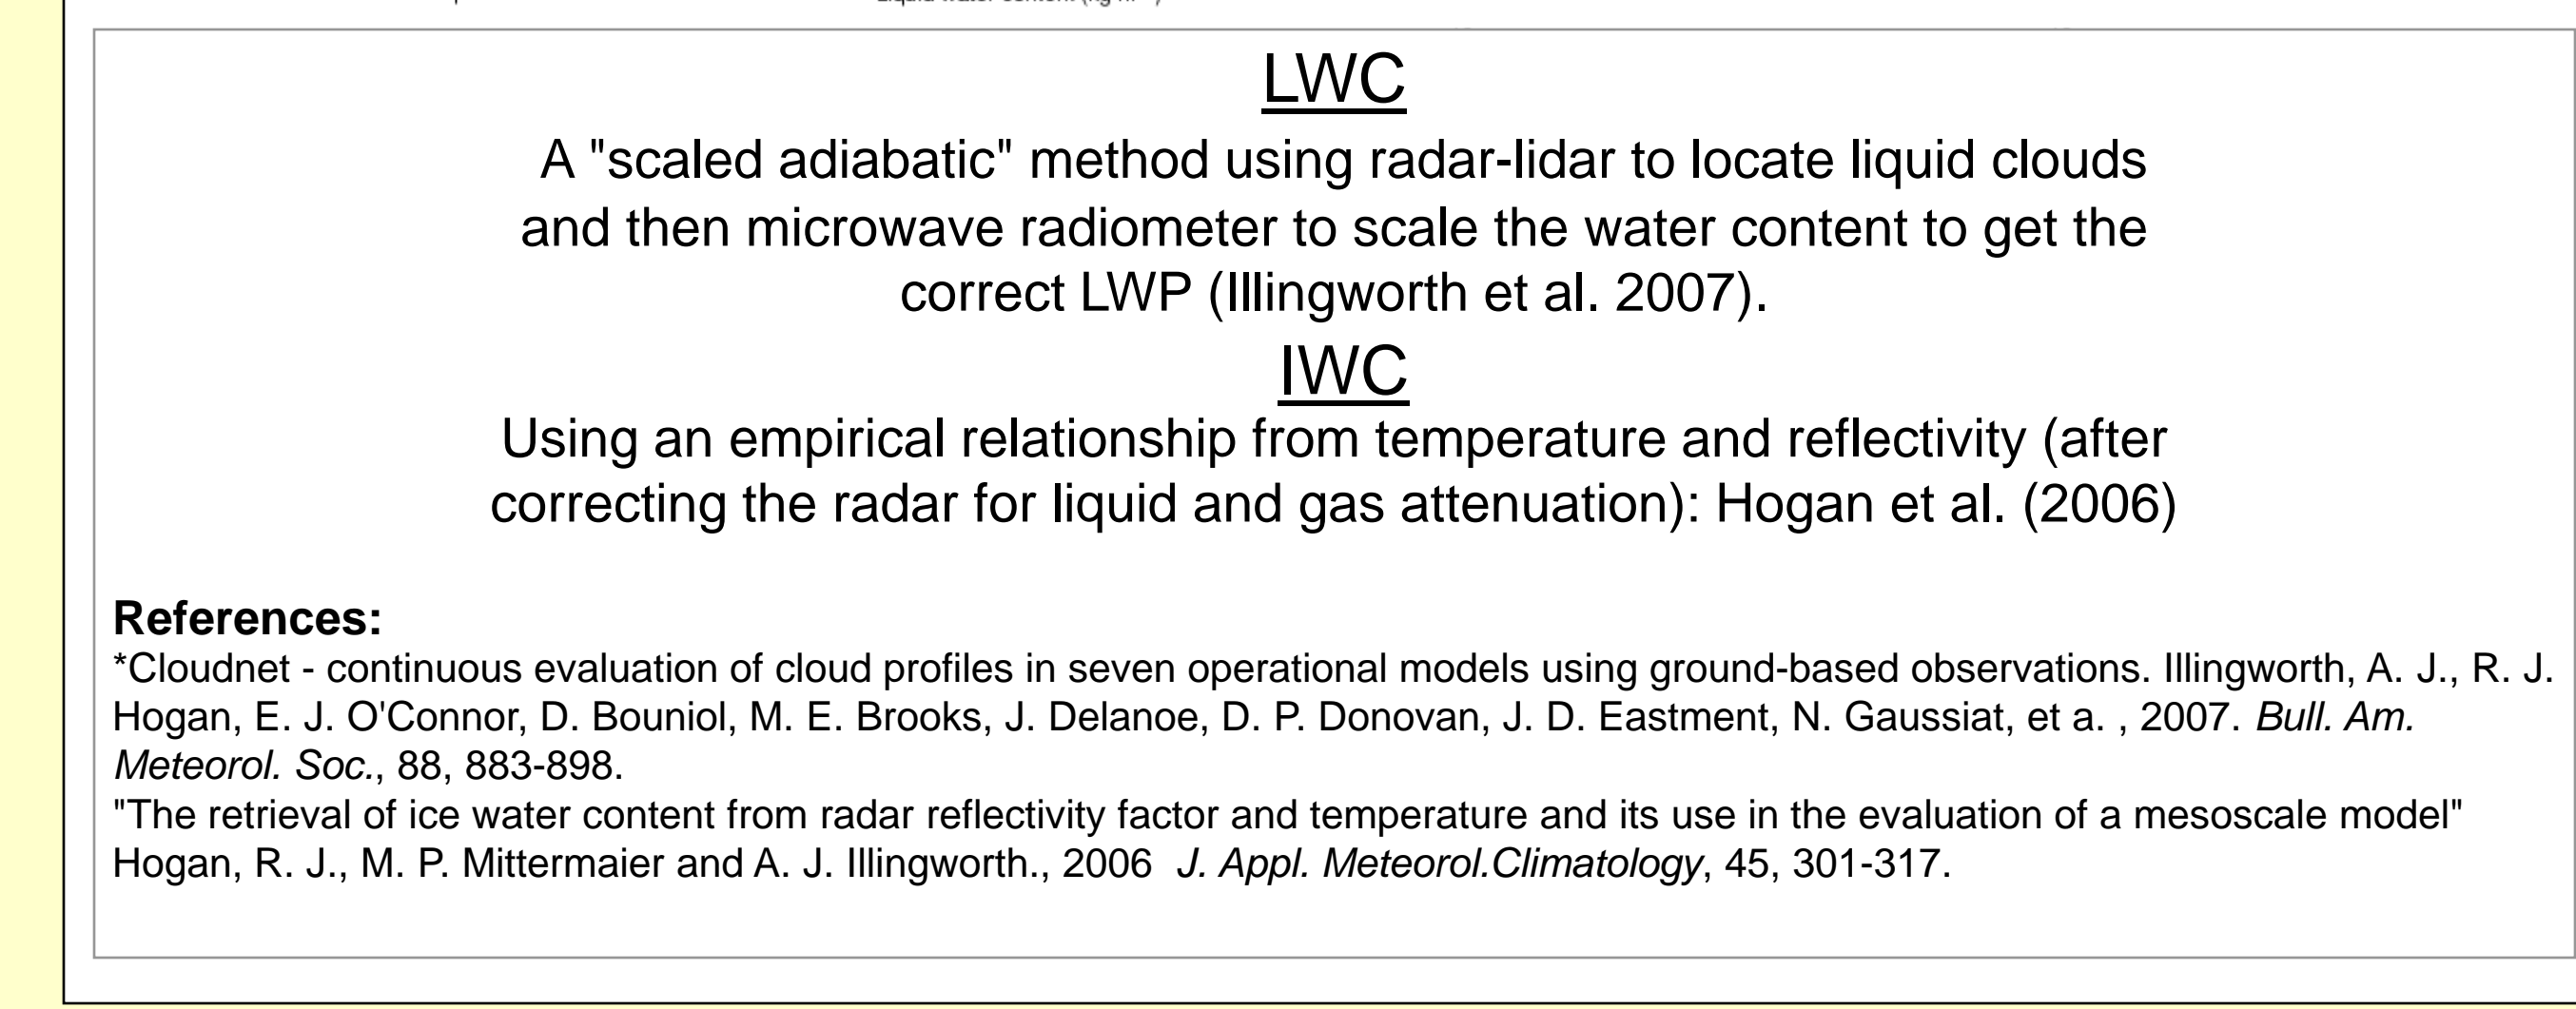 LWC
A "scaled adiabatic" method using radar-lidar to locate liquid clouds
and then microwave radiometer to scale the water content to get the
correct LWP (Illingworth et al. 2007).
IWC
Using an empirical relationship from temperature and reflectivity (after
correcting the radar for liquid and gas attenuation): Hogan et al. (2006)
References:
*Cloudnet - continuous evaluation of cloud profiles in seven operational models using ground-based observations. Illingworth, A. J., R. J.
Hogan, E. J. O'Connor, D. Bouniol, M. E. Brooks, J. Delanoe, D. P. Donovan, J. D. Eastment, N. Gaussiat, et a. , 2007. Bull. Am.
Meteorol. Soc., 88, 883-898.
"The retrieval of ice water content from radar reflectivity factor and temperature and its use in the evaluation of a mesoscale model"
Hogan, R. J., M. P. Mittermaier and A. J. Illingworth., 2006 J. Appl. Meteorol.Climatology, 45, 301-317.